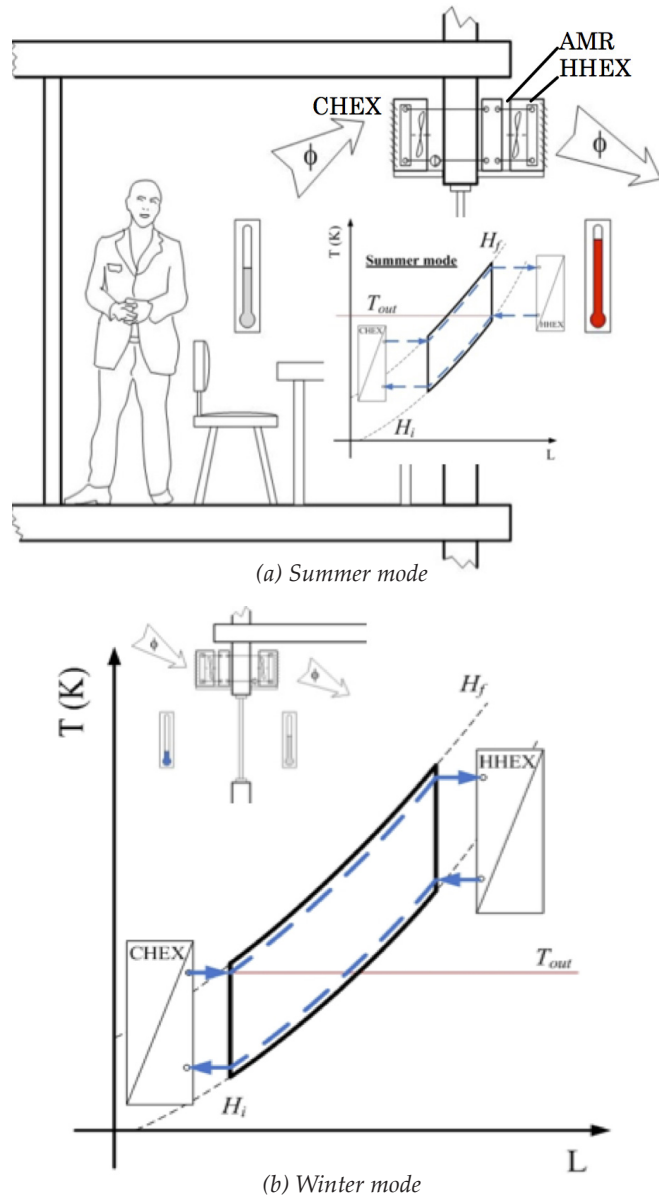 AMR
HHEX
CHEX
ϕ
ϕ
T (K)
Summer mode
H_f
T_out
CHEX
HHEX
H_i
L
(a) Summer mode
ϕ
ϕ
T (K)
H_f
HHEX
CHEX
T_out
H_i
L
(b) Winter mode